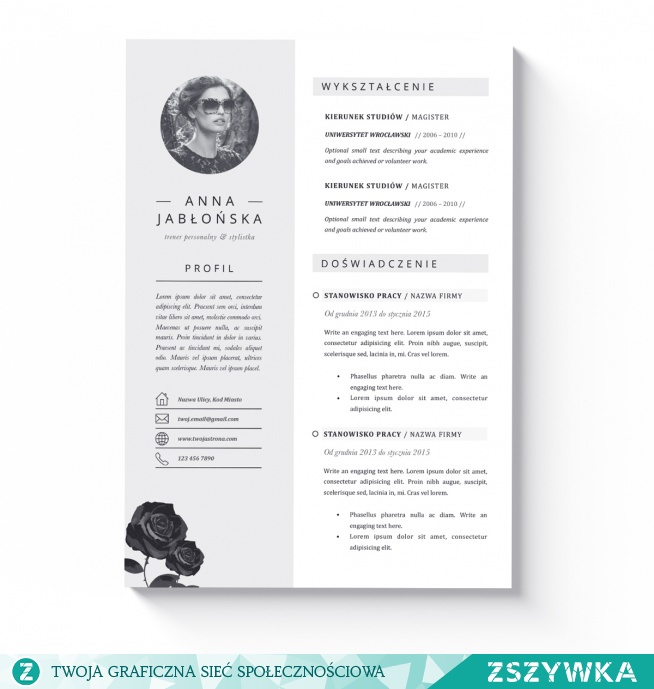 ANNA
JABŁOŃSKA
trener personalny & stylistka
PROFIL
Lorem ipsum dolor sit amet, consectetur
adipiscing elit. Praesent sem orci, interdum
vitae libero sit amet, molestie commodo orci.
Maecenas ut posuere nulla, ac suscipit
mauris. Proin tincidunt in dolor in varius.
Praesent ac tincidunt mi, sodales aliquet
odio. Mauris vel ipsum placerat, ultrices
quam scelerisque. Mauris vel ipsum placel.
Nazwa Ulicy, Kod Miasto
twoj.email@gmail.com
www.twojastrona.com
123 456 7890
WYKSZTAŁCENIE
KIERUNEK STUDIÓW / MAGISTER
UNIWERSYTET WROCŁAWSKI // 2006 – 2010 //
Optional small text describing your academic experience
and goals achieved or volunteer work.
KIERUNEK STUDIÓW / MAGISTER
UNIWERSYTET WROCŁAWSKI // 2006 – 2010 //
Optional small text describing your academic experience
and goals achieved or volunteer work.
DOŚWIADCZENIE
STANOWISKO PRACY / NAZWA FIRMY
Od grudnia 2013 do stycznia 2015
Write an engaging text here. Lorem ipsum dolor sit amet,
consectetur adipiscing elit. Proin nibh augue, suscipit,
scelerisque sed, lacinia in, mi. Cras vel lorem.
• Phasellus pharetra nulla ac diam. Write an
engaging text here.
• Lorem ipsum dolor sit amet, consectetur
adipiscing elit.
STANOWISKO PRACY / NAZWA FIRMY
Od grudnia 2013 do stycznia 2015
Write an engaging text here. Lorem ipsum dolor sit amet,
consectetur adipiscing elit. Proin nibh augue, suscipit,
scelerisque sed, lacinia in, mi. Cras vel lorem.
• Phasellus pharetra nulla ac diam. Write an
engaging text here.
• Lorem ipsum dolor sit amet, consectetur
adipiscing elit.
Z TWOJA GRAFICZNA SIEĆ SPOŁECZNOŚCIOWA
ZSZYWKA